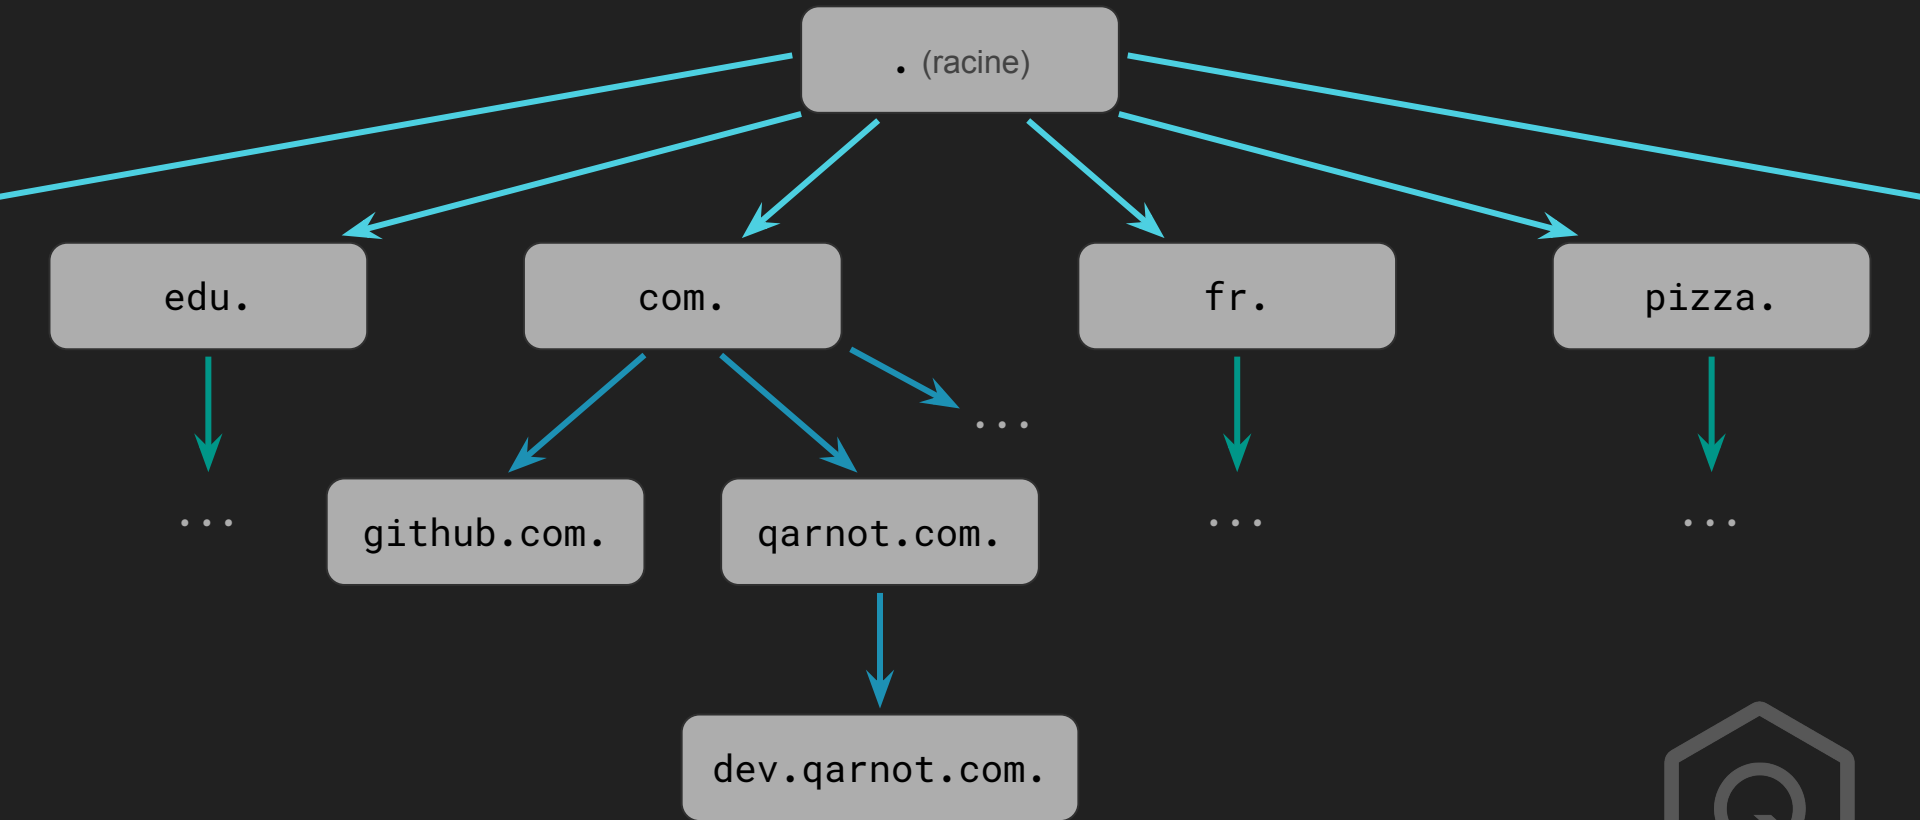 . (racine)
edu.
com.
fr.
pizza.
...
github.com.
qarnot.com.
...
...
...
dev.qarnot.com.